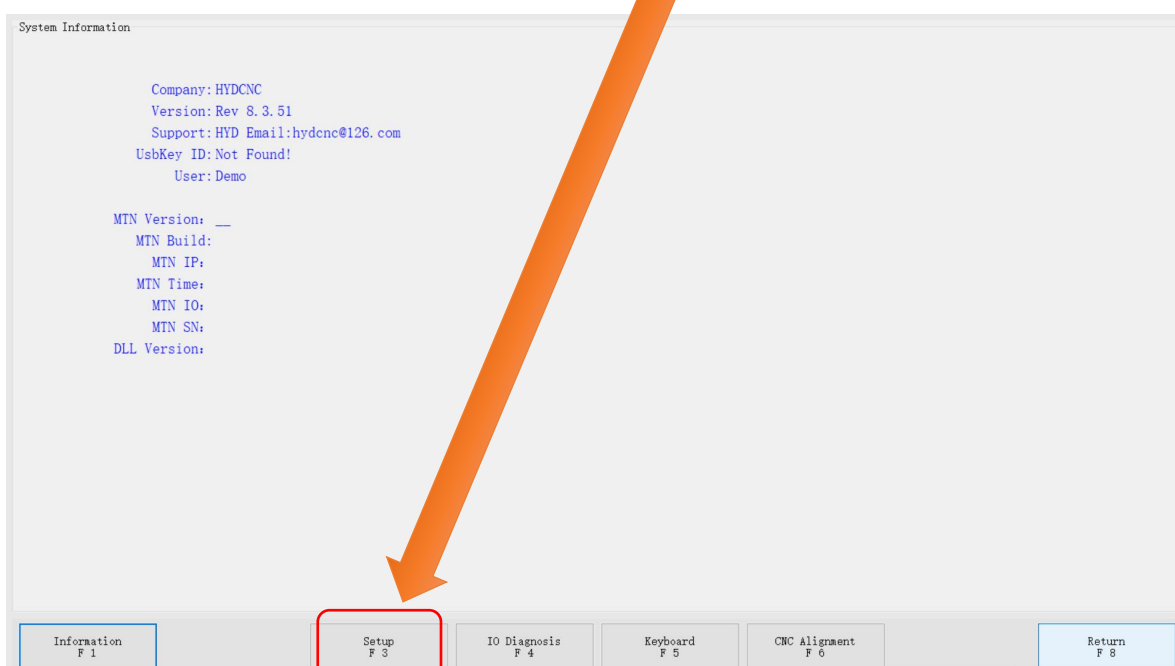 System Information
Company: HYDCNC
Version: Rev 8.3.51
Support: HYD Email:hydcnc@126.com
UsbKey ID: Not Found!
User: Demo
MTN Version: __
MTN Build:
MTN IP:
MTN Time:
MTN IO:
MTN SN:
DLL Version:
Information
F 1
Setup
F 3
IO Diagnosis
F 4
Keyboard
F 5
CNC Alignment
F 6
Return
F 8